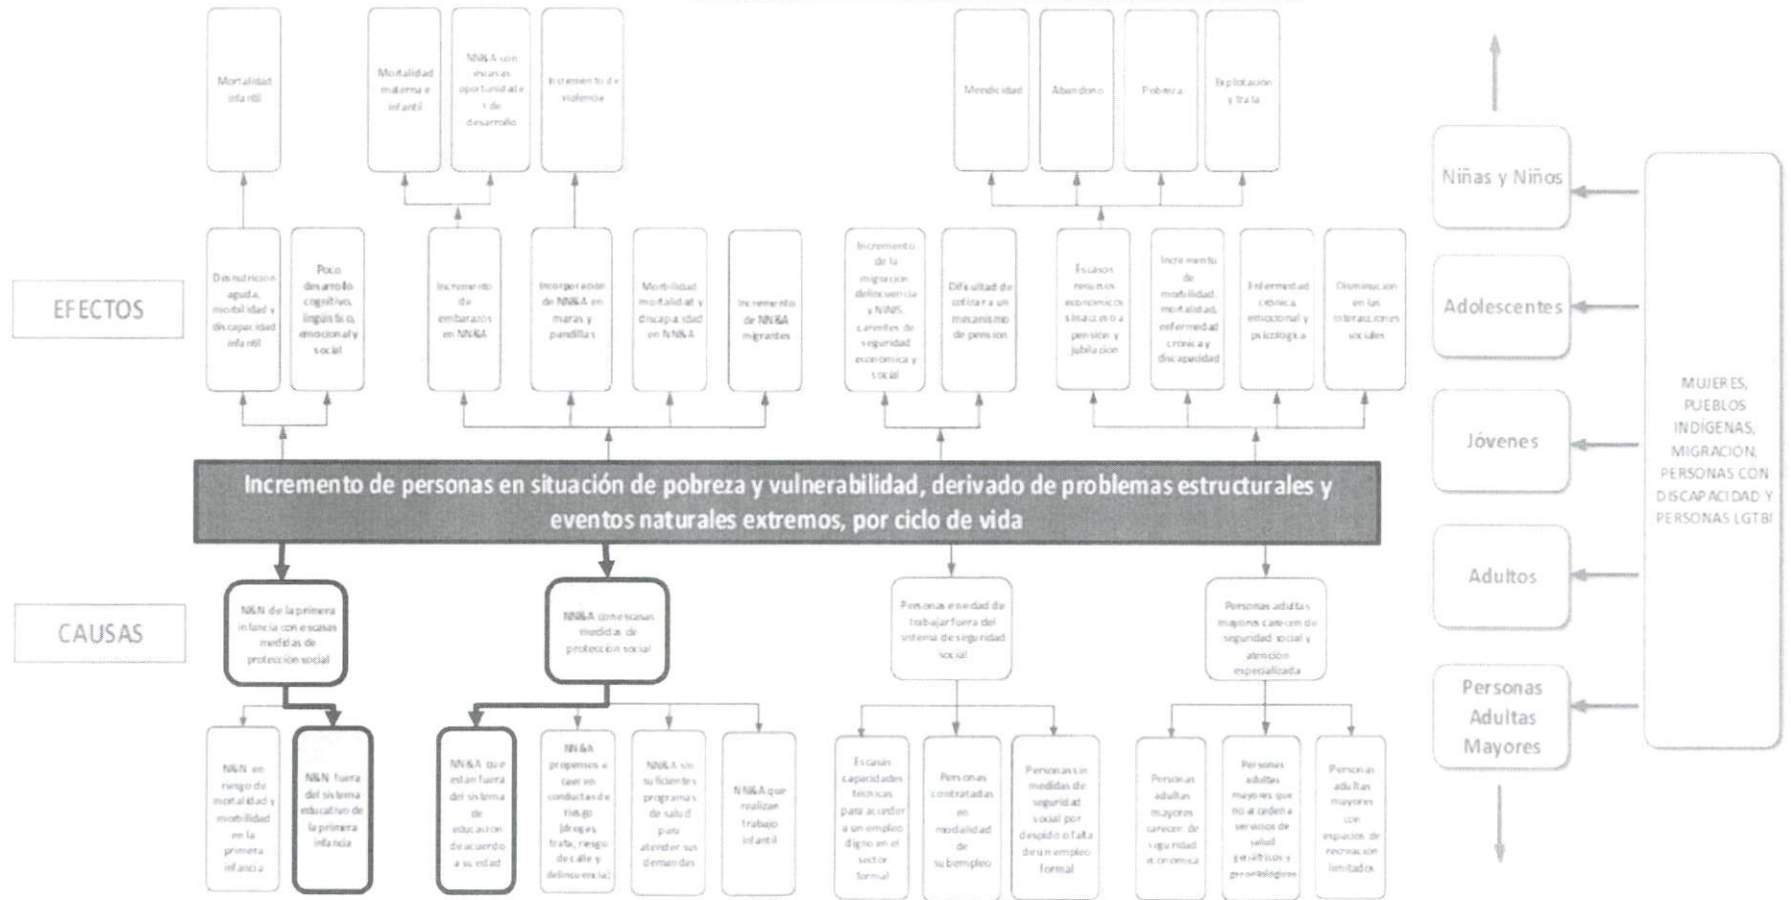 Mortalidad
infantil
Mortalidad
materna e
infantil
NN&A con
escasas
oportunidade
s de
desarrollo
Incremento de
violencia
Mendicidad
Abandono
Pobreza
Explotación
y trata
EFECTOS
Desnutricion
aguda,
morbilidad y
discapacidad
infantil
Poco
desarrollo
cognitivo,
lingüístico,
emocional y
social
Incremento
de
embarazos
en NN&A
Incorporación
de NN&A en
maras y
pandillas
Morbilidad
mortalidad y
discapacidad
en NN&A
Incremento
de NN&A
migrantes
Incremento
de la
migracion
delincuencia
y NINIS,
carentes de
seguridad
económica y
social
Dificultad de
cotizar a un
mecanismo
de pension
Escasos
recursos
economicos
sin acceso a
pension y
jubilacion
Incremento
de
morbilidad,
mortalidad,
enfermedad
crónica y
discapacidad
Enfermedad
crónica,
emocional y
psicologica
Disminucion
en las
interacciones
sociales
Incremento de personas en situación de pobreza y vulnerabilidad, derivado de problemas estructurales y
eventos naturales extremos, por ciclo de vida
CAUSAS
N&N de la primera
infancia con escasas
medidas de
protección social
NN&A con escasas
medidas de
protección social
Personas en edad de
trabajar fuera del
sistema de seguridad
social
Personas adultas
mayores carecen de
seguridad social y
atención
especializada
N&N en
riesgo de
mortalidad y
morbilidad
en la
primera
infancia
N&N fuera
del sistema
educativo de
la primera
infancia
NN&A que
estan fuera
del sistema
de
educacion
de acuerdo
a su edad
NN&A
propensos a
caer en
conductas de
riesgo
(drogas,
trata, riesgo
de calle y
delincuencia)
NN&A sin
suficientes
programas
de salud
para
atender sus
demandas
NN&A que
realizan
trabajo
infantil
Escasas
capacidades
técnicas
para acceder
a un empleo
digno en el
sector
formal
Personas
contratadas
en
modalidad
de
subempleo
Personas sin
medidas de
seguridad
social por
despido o falta
de un empleo
formal
Personas
adultas
mayores
carecen de
seguridad
económica
Personas
adultas
mayores que
no acceden a
servicios de
salud
geriátricos y
gerontológicos
Personas
adultas
mayores
con
espacios de
recreación
limitados
Niñas y Niños
Adolescentes
Jóvenes
Adultos
Personas
Adultas
Mayores
MUJERES,
PUEBLOS
INDÍGENAS,
MIGRACIÓN,
PERSONAS CON
DISCAPACIDAD Y
PERSONAS LGTBI